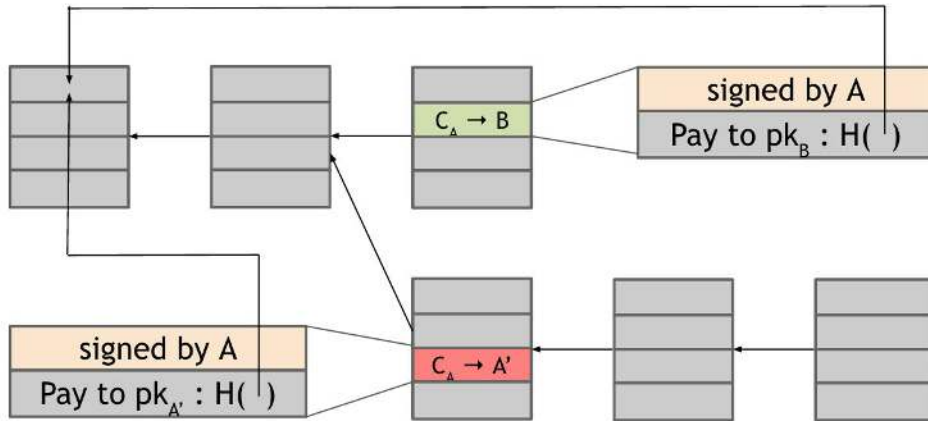 signed by A
C_A → B
Pay to pk_B : H( )
signed by A
C_A → A'
Pay to pk_A' : H( )